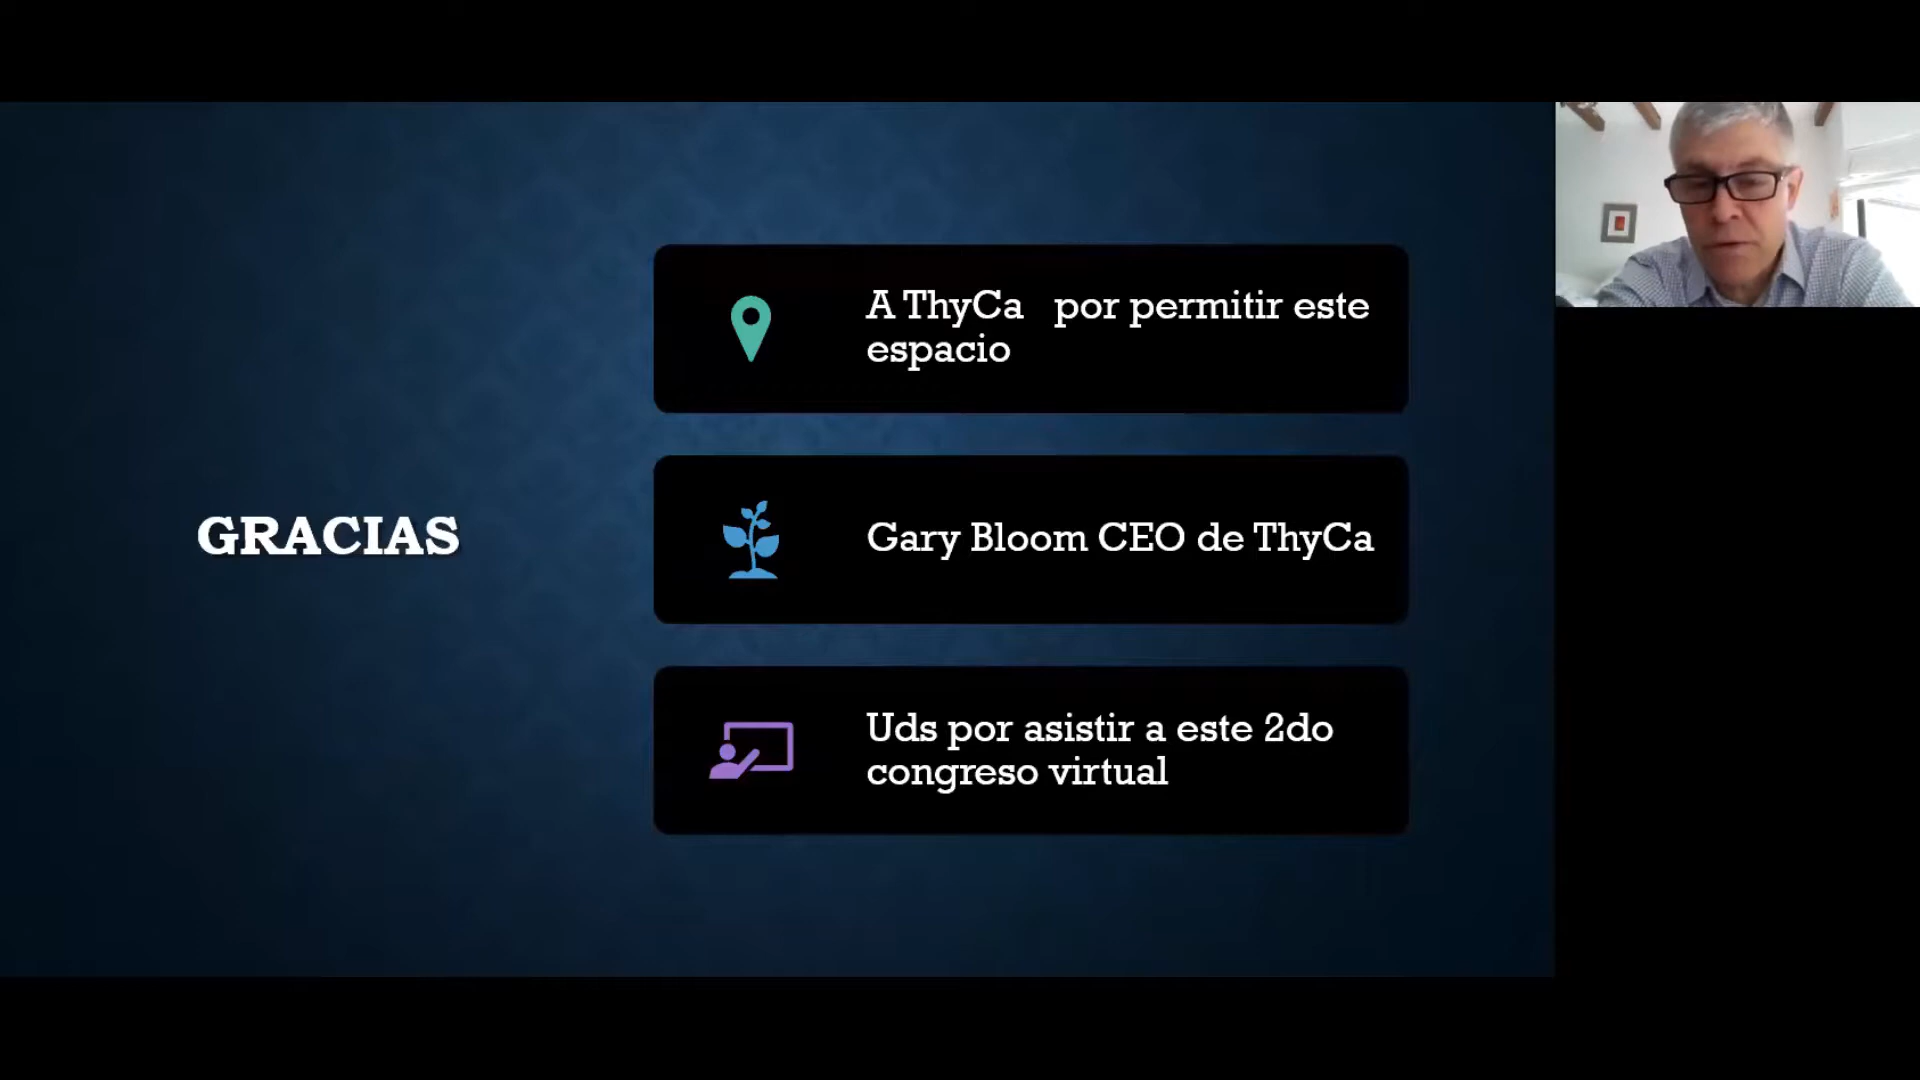 GRACIAS
A ThyCa por permitir este
espacio
Gary Bloom CEO de ThyCa
Uds por asistir a este 2do
congreso virtual